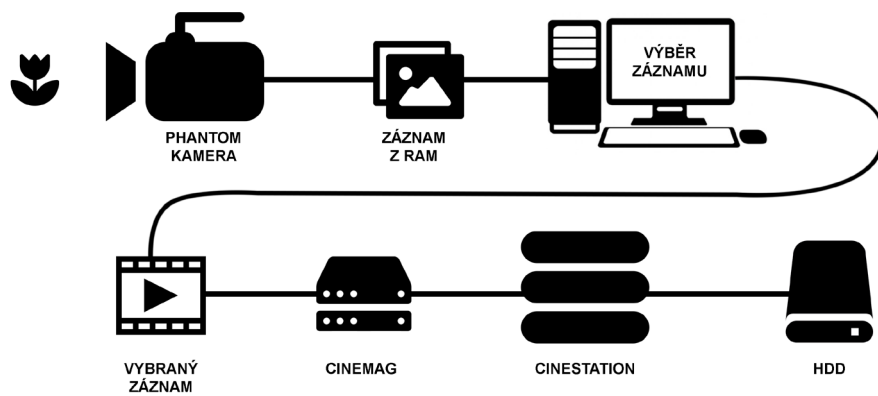 VÝBĚR
ZÁZNAMU
PHANTOM
KAMERA
ZÁZNAM
Z RAM
VYBRANÝ
ZÁZNAM
CINEMAG
CINESTATION
HDD